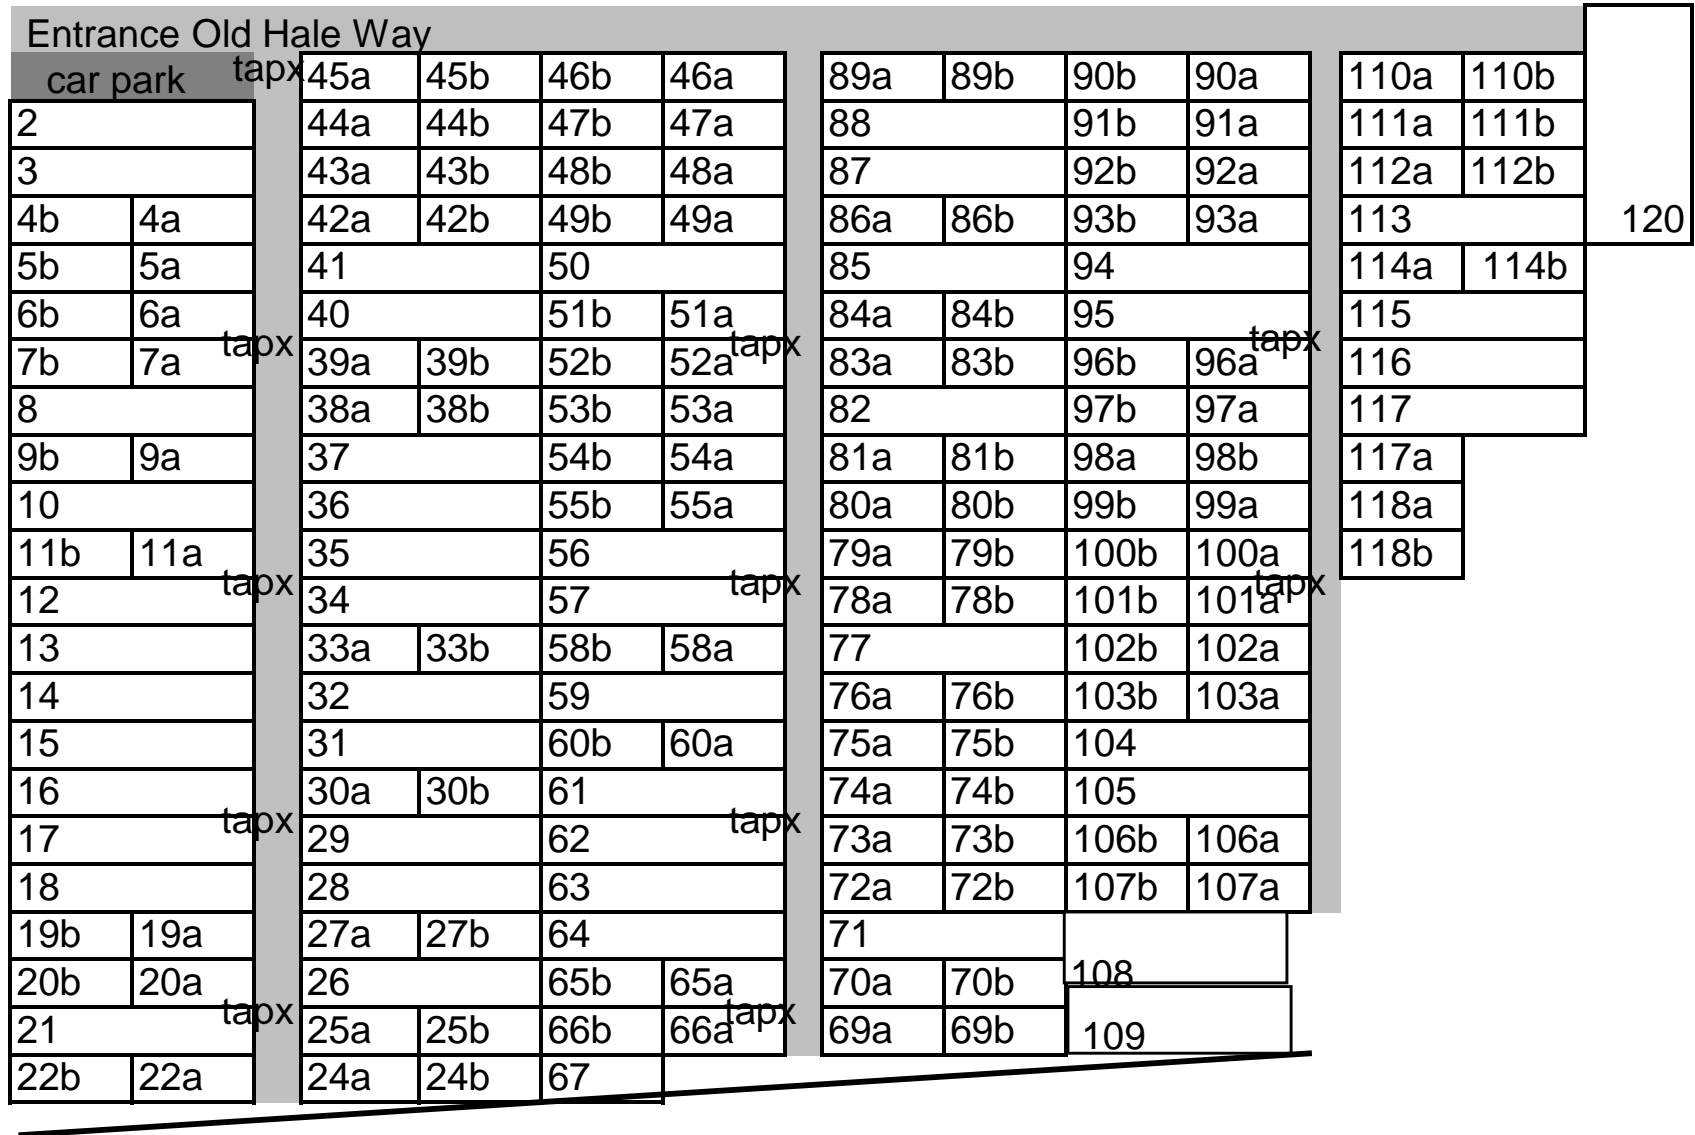 Entrance Old Hale Way
car park tapx 45a 45b 46b 46a 89a 89b 90b 90a 110a 110b
2 44a 44b 47b 47a 88 91b 91a 111a 111b
3 43a 43b 48b 48a 87 92b 92a 112a 112b
4b 4a 42a 42b 49b 49a 86a 86b 93b 93a 113 120
5b 5a 41 50 85 94 114a 114b
6b 6a 40 51b 51a 84a 84b 95 115
tapx tapx tapx
7b 7a 39a 39b 52b 52a 83a 83b 96b 96a 116
8 38a 38b 53b 53a 82 97b 97a 117
9b 9a 37 54b 54a 81a 81b 98a 98b 117a
10 36 55b 55a 80a 80b 99b 99a 118a
11b 11a 35 56 79a 79b 100b 100a 118b
tapx tapx tapx
12 34 57 78a 78b 101b 101a
13 33a 33b 58b 58a 77 102b 102a
14 32 59 76a 76b 103b 103a
15 31 60b 60a 75a 75b 104
16 30a 30b 61 74a 74b 105
tapx tapx
17 29 62 73a 73b 106b 106a
18 28 63 72a 72b 107b 107a
19b 19a 27a 27b 64 71
20b 20a 26 65b 65a 70a 70b 108
tapx tapx
21 25a 25b 66b 66a 69a 69b 109
22b 22a 24a 24b 67